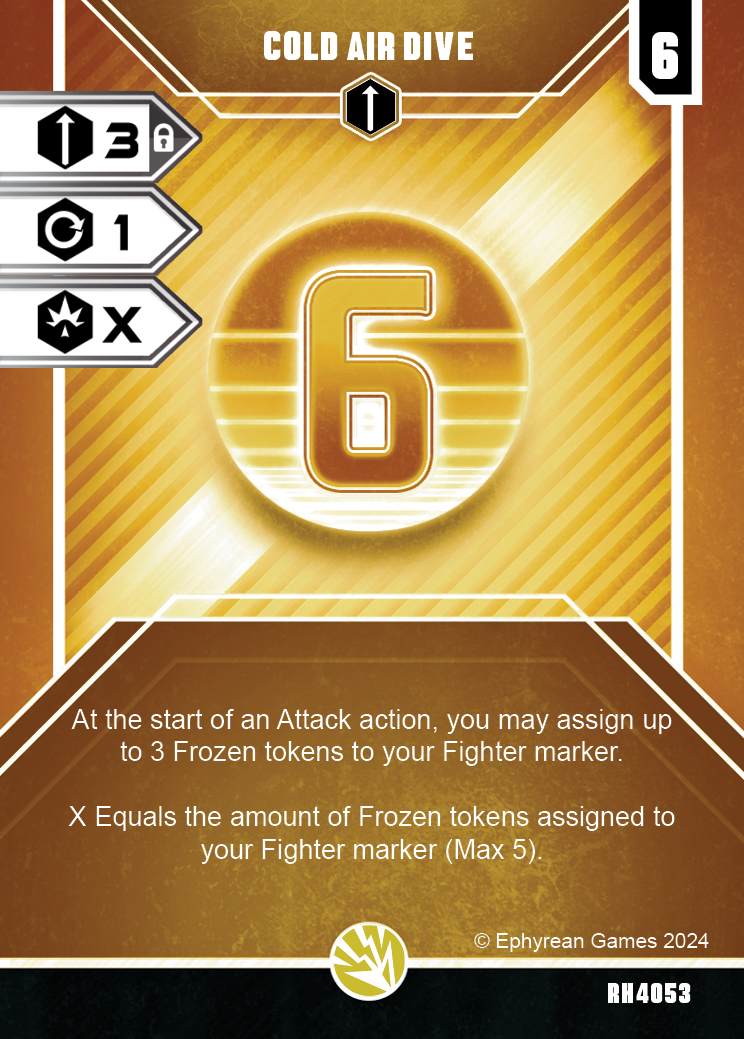 COLD AIR DIVE
6
3
1
X
6
At the start of an Attack action, you may assign up
to 3 Frozen tokens to your Fighter marker.
X Equals the amount of Frozen tokens assigned to
your Fighter marker (Max 5).
© Ephyrean Games 2024
RH4053